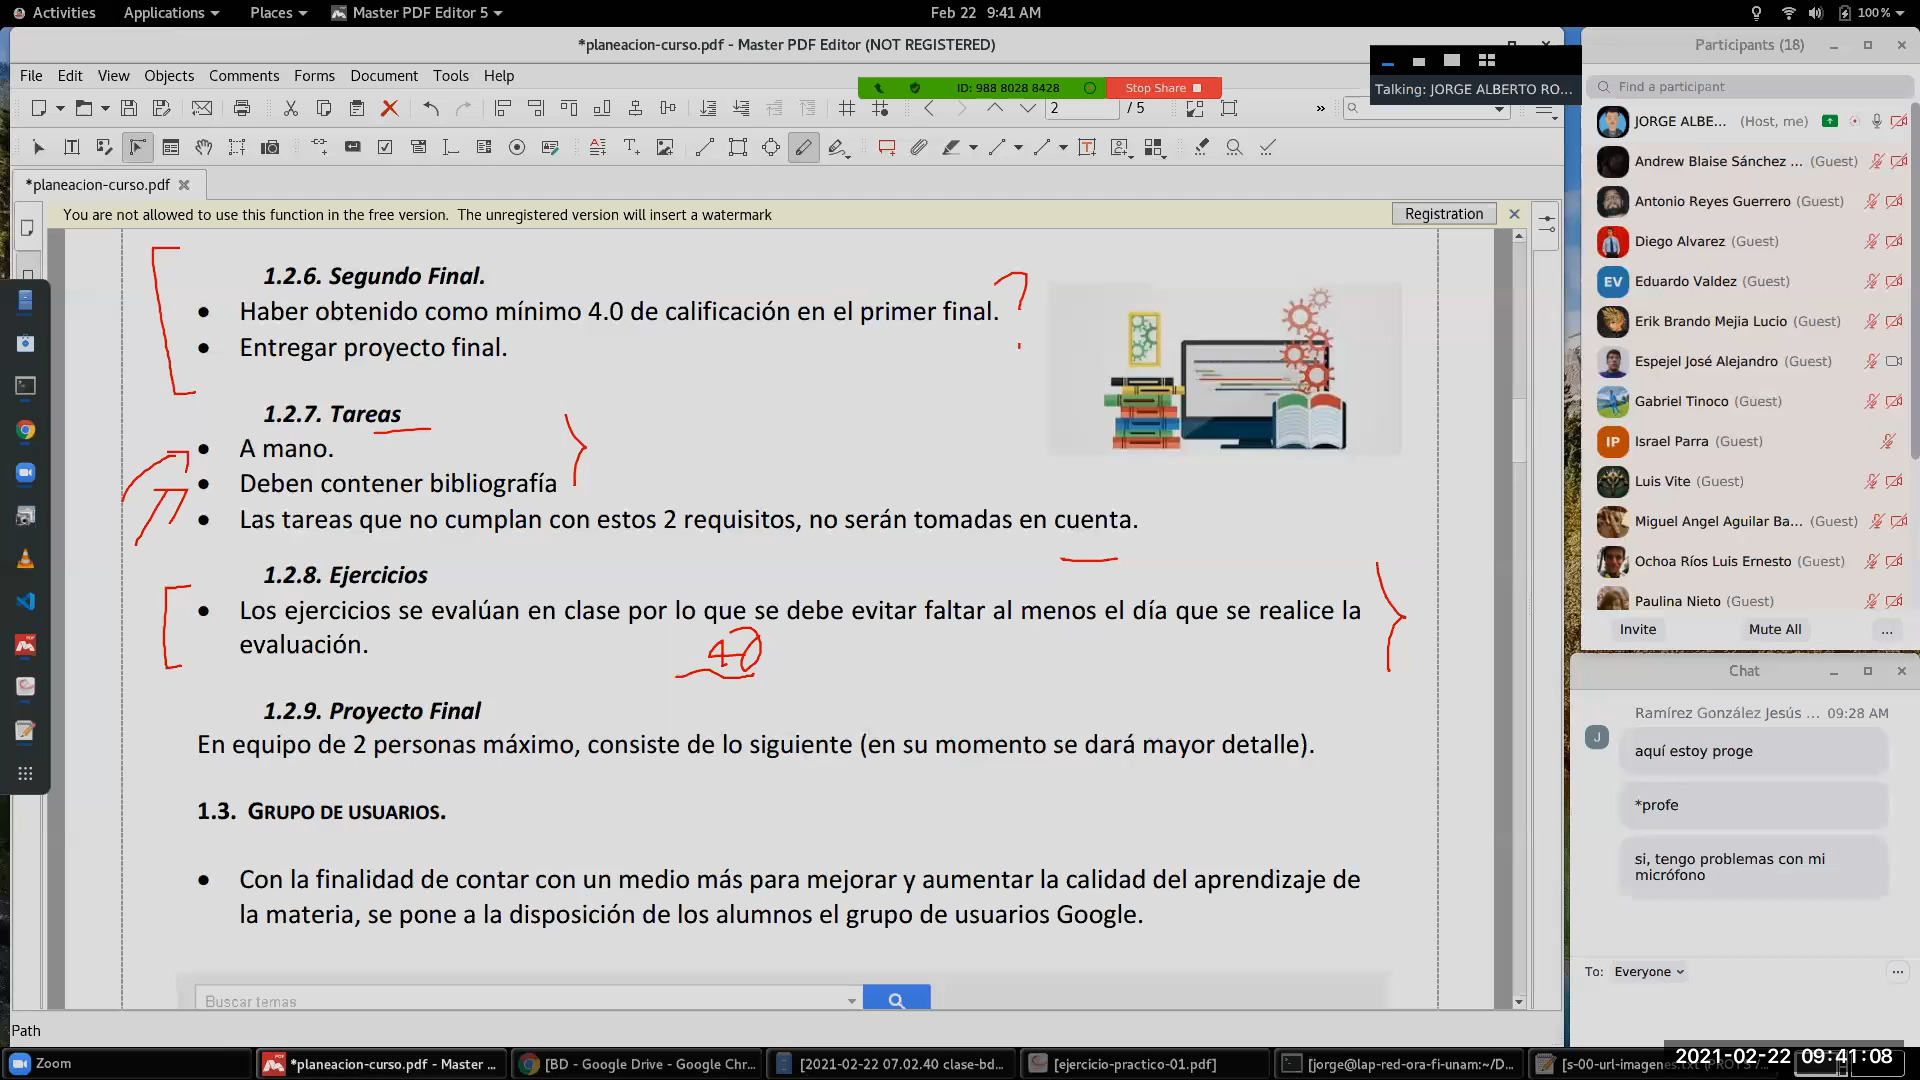 Activities
Applications
Places
Master PDF Editor 5
Feb 22 9:41 AM
100%
*planeacion-curso.pdf - Master PDF Editor (NOT REGISTERED)
File Edit View Objects Comments Forms Document Tools Help
ID: 988 8028 8428
Stop Share
Talking: JORGE ALBERTO RO...
2 / 5
*planeacion-curso.pdf
You are not allowed to use this function in the free version. The unregistered version will insert a watermark
Registration
1.2.6. Segundo Final.
• Haber obtenido como mínimo 4.0 de calificación en el primer final.
?
• Entregar proyecto final.
1.2.7. Tareas
• A mano.
• Deben contener bibliografía
• Las tareas que no cumplan con estos 2 requisitos, no serán tomadas en cuenta.
1.2.8. Ejercicios
• Los ejercicios se evalúan en clase por lo que se debe evitar faltar al menos el día que se realice la
evaluación.
40
1.2.9. Proyecto Final
En equipo de 2 personas máximo, consiste de lo siguiente (en su momento se dará mayor detalle).
1.3. GRUPO DE USUARIOS.
• Con la finalidad de contar con un medio más para mejorar y aumentar la calidad del aprendizaje de
la materia, se pone a la disposición de los alumnos el grupo de usuarios Google.
Buscar temas
Path
Participants (18)
Find a participant
JORGE ALBE... (Host, me)
Andrew Blaise Sánchez ... (Guest)
Antonio Reyes Guerrero (Guest)
Diego Alvarez (Guest)
EV Eduardo Valdez (Guest)
Erik Brando Mejia Lucio (Guest)
Espejel José Alejandro (Guest)
Gabriel Tinoco (Guest)
IP Israel Parra (Guest)
Luis Vite (Guest)
Miguel Angel Aguilar Ba... (Guest)
Ochoa Ríos Luis Ernesto (Guest)
Paulina Nieto (Guest)
Invite
Mute All
...
Chat
Ramírez González Jesús ... 09:28 AM
J
aquí estoy proge
*profe
si, tengo problemas con mi
micrófono
To: Everyone
...
Zoom
*planeacion-curso.pdf - Master ...
[BD - Google Drive - Google Chr...
[2021-02-22 07.02.40 clase-bd...
[ejercicio-practico-01.pdf]
[jorge@lap-red-ora-fi-unam:~/D...
2021-02-22 09:41:08